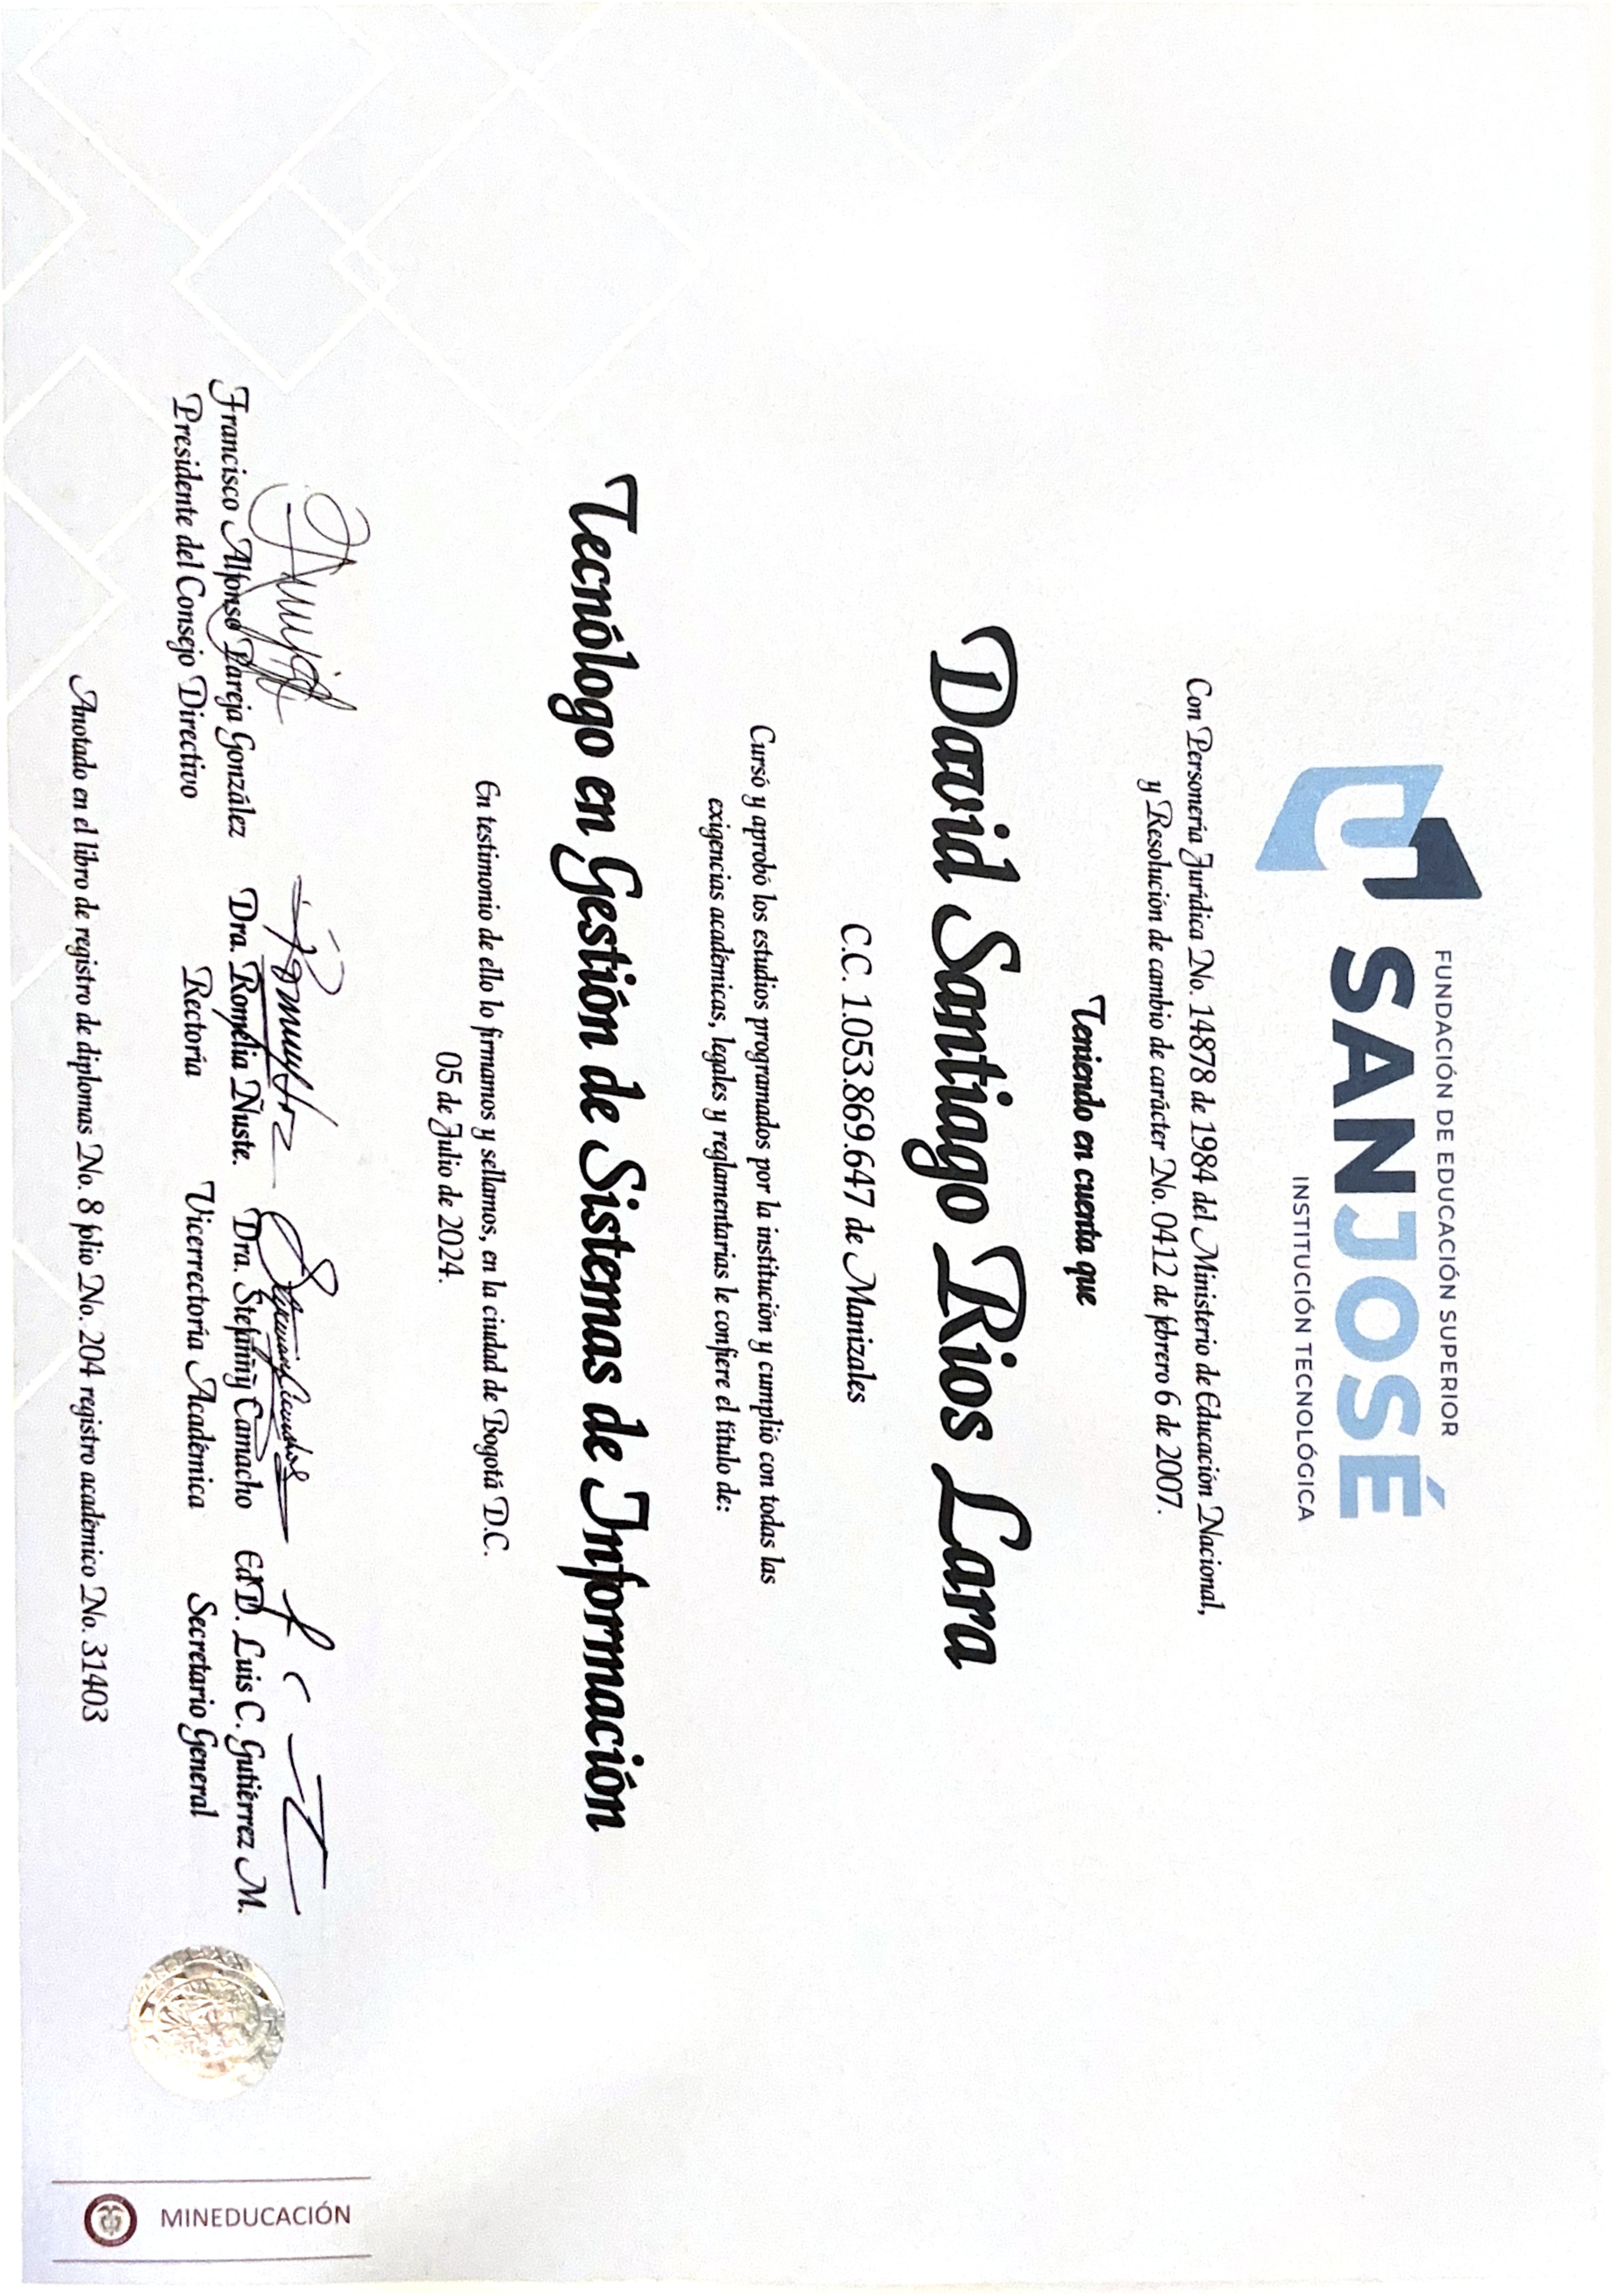 FUNDACIÓN DE EDUCACIÓN SUPERIOR
SANJOSÉ
INSTITUCIÓN TECNOLÓGICA
Con Personería Jurídica No. 14878 de 1984 del Ministerio de Educación Nacional,
y Resolución de cambio de carácter No. 0412 de febrero 6 de 2007.
Teniendo en cuenta que
David Santiago Rios Lara
C.C. 1.053.869.647 de Manizales
Cursó y aprobó los estudios programados por la institución y cumplió con todas las
exigencias académicas, legales y reglamentarias le confiere el título de:
Tecnólogo en Gestión de Sistemas de Información
En testimonio de ello lo firmamos y sellamos, en la ciudad de Bogotá D.C.
05 de Julio de 2024.
Francisco Alfonso Pareja González
Presidente del Consejo Directivo
Dra. Romelia Ñuste.
Rectoría
Dra. Stefanny Camacho
Vicerrectoría Académica
EdD. Luis C. Gutiérrez M.
Secretario General
MINEDUCACIÓN
Anotado en el libro de registro de diplomas No. 8 folio No. 204 registro académico No. 31403